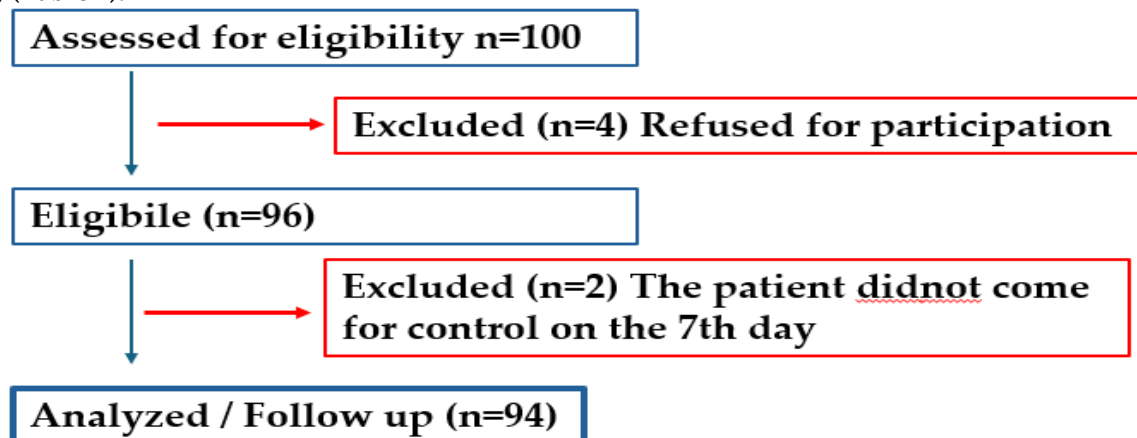 Assessed for eligibility n=100
Excluded (n=4) Refused for participation
Eligibile (n=96)
Excluded (n=2) The patient didnot come
for control on the 7th day
Analyzed / Follow up (n=94)